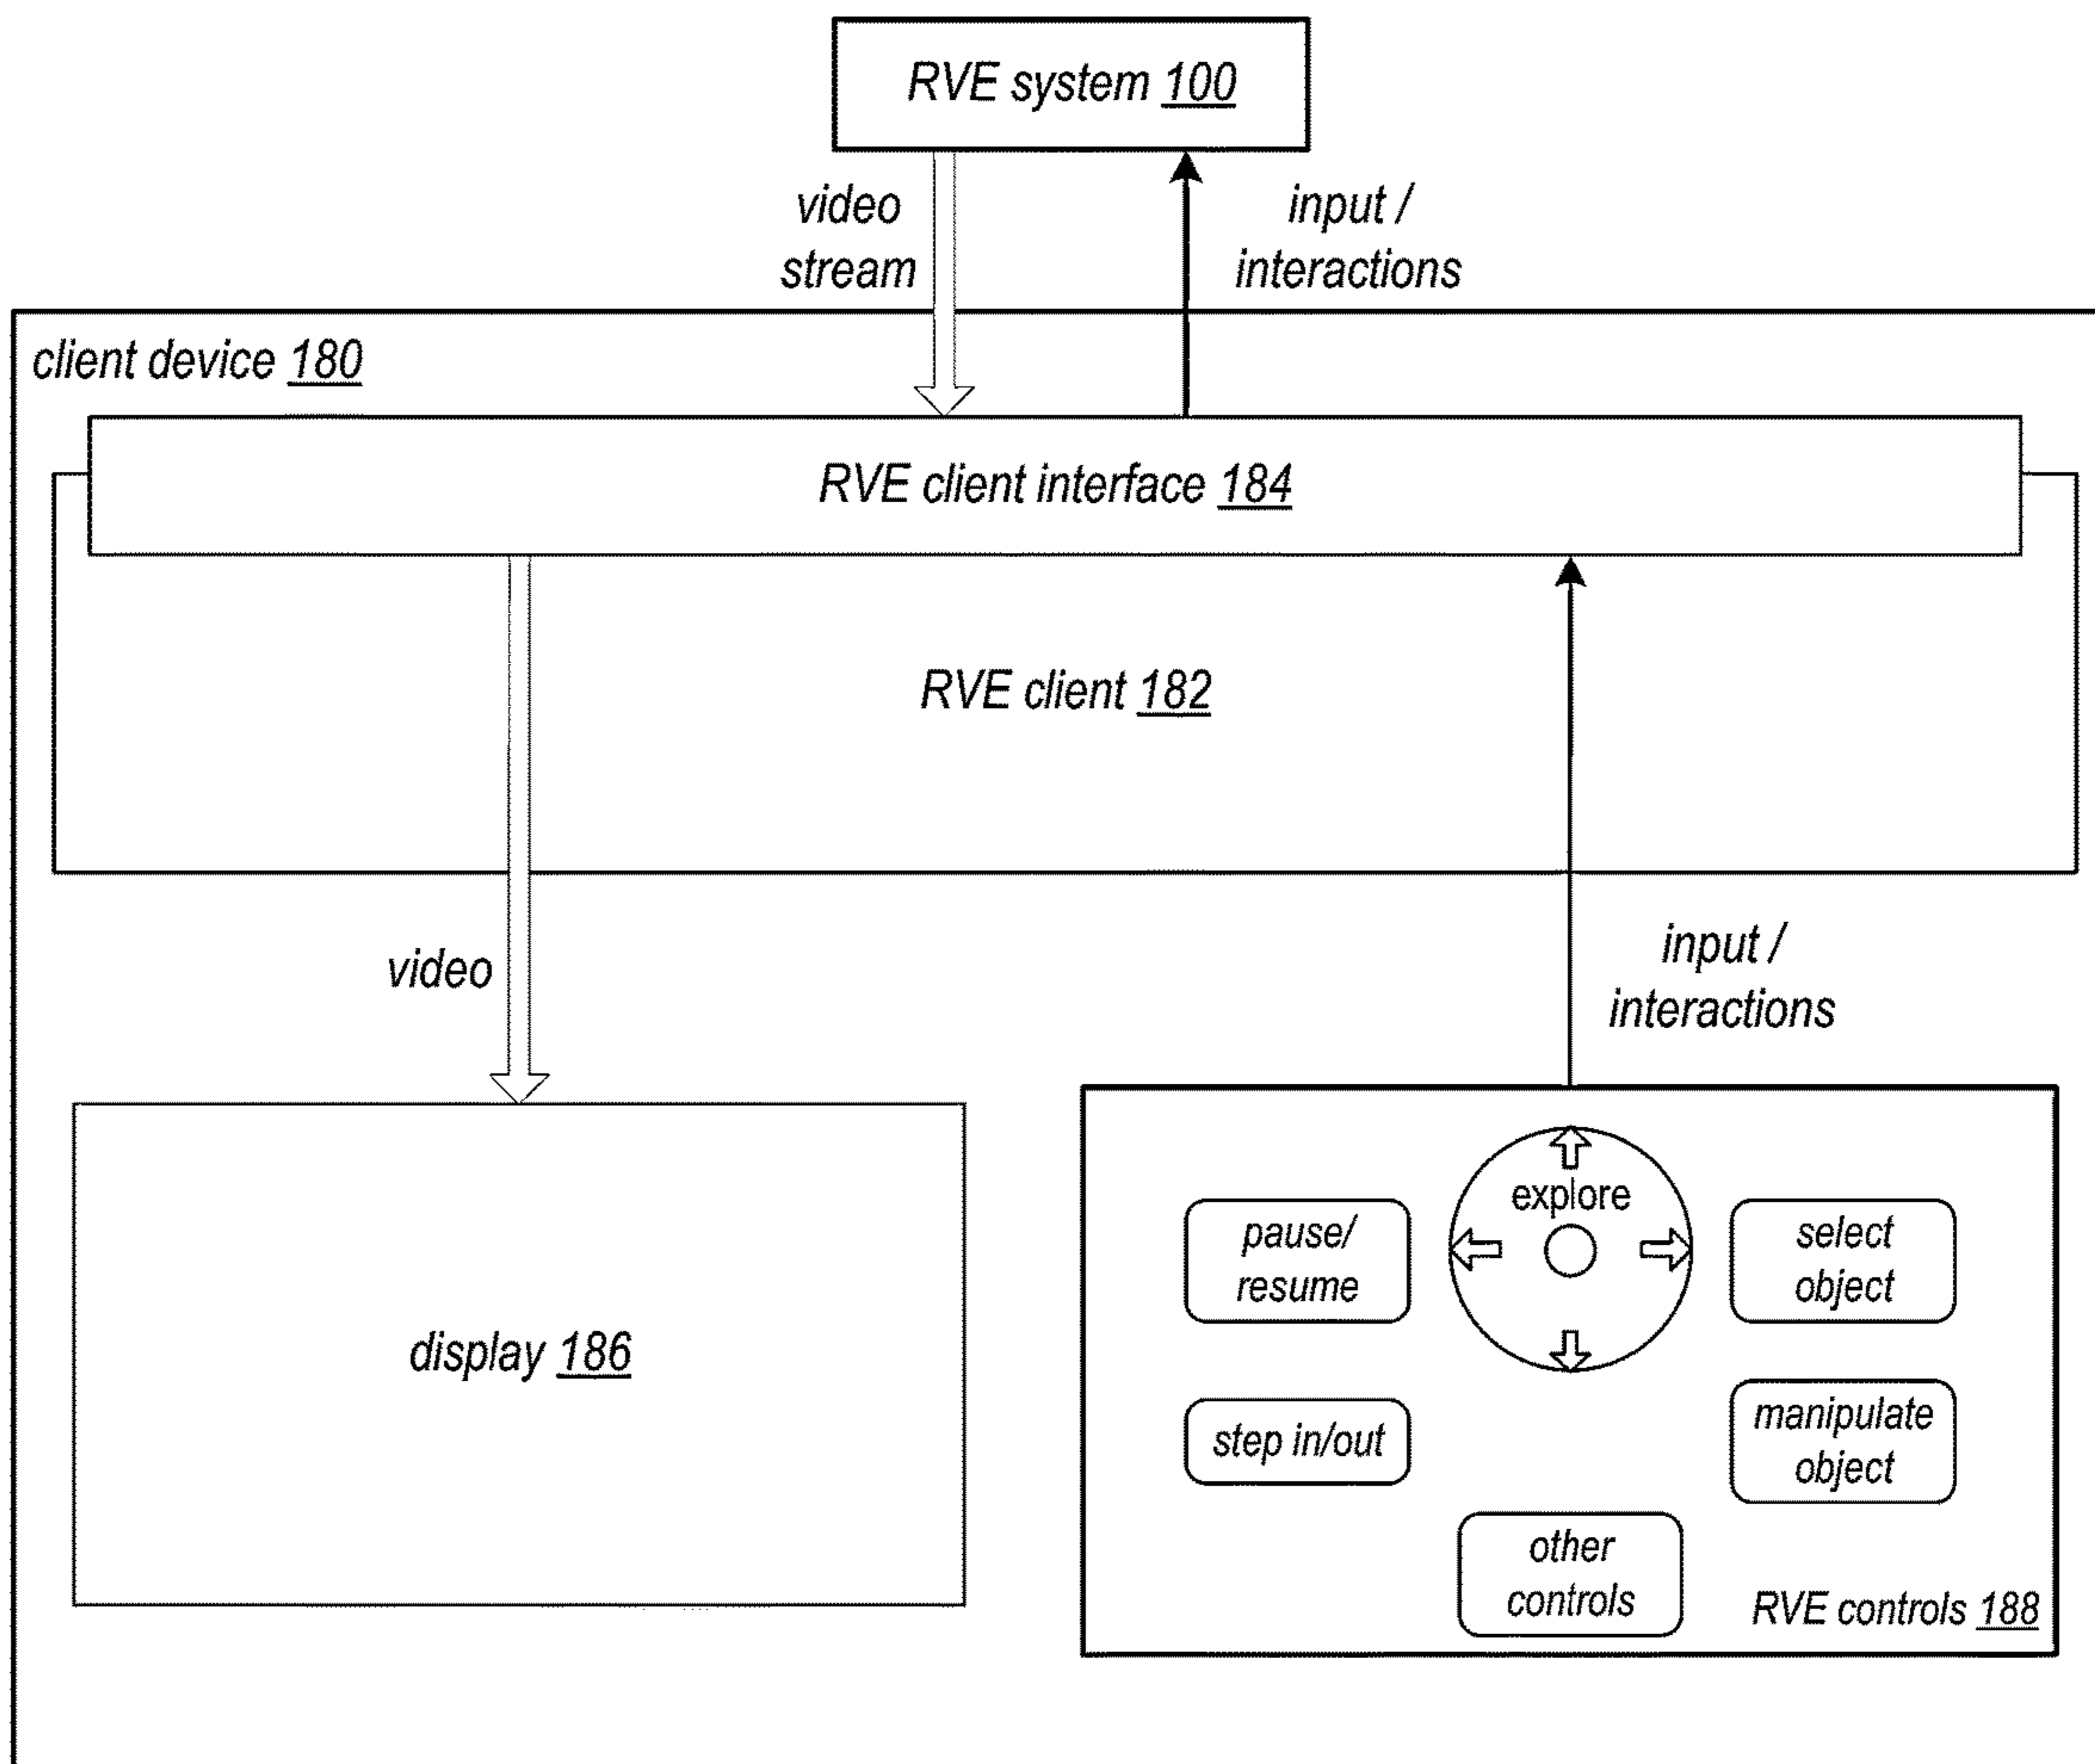 RVE system 100
video
stream
input /
interactions
client device 180
RVE client interface 184
RVE client 182
video
input /
interactions
display 186
explore
pause/
resume
select
object
step in/out
manipulate
object
other
controls
RVE controls 188